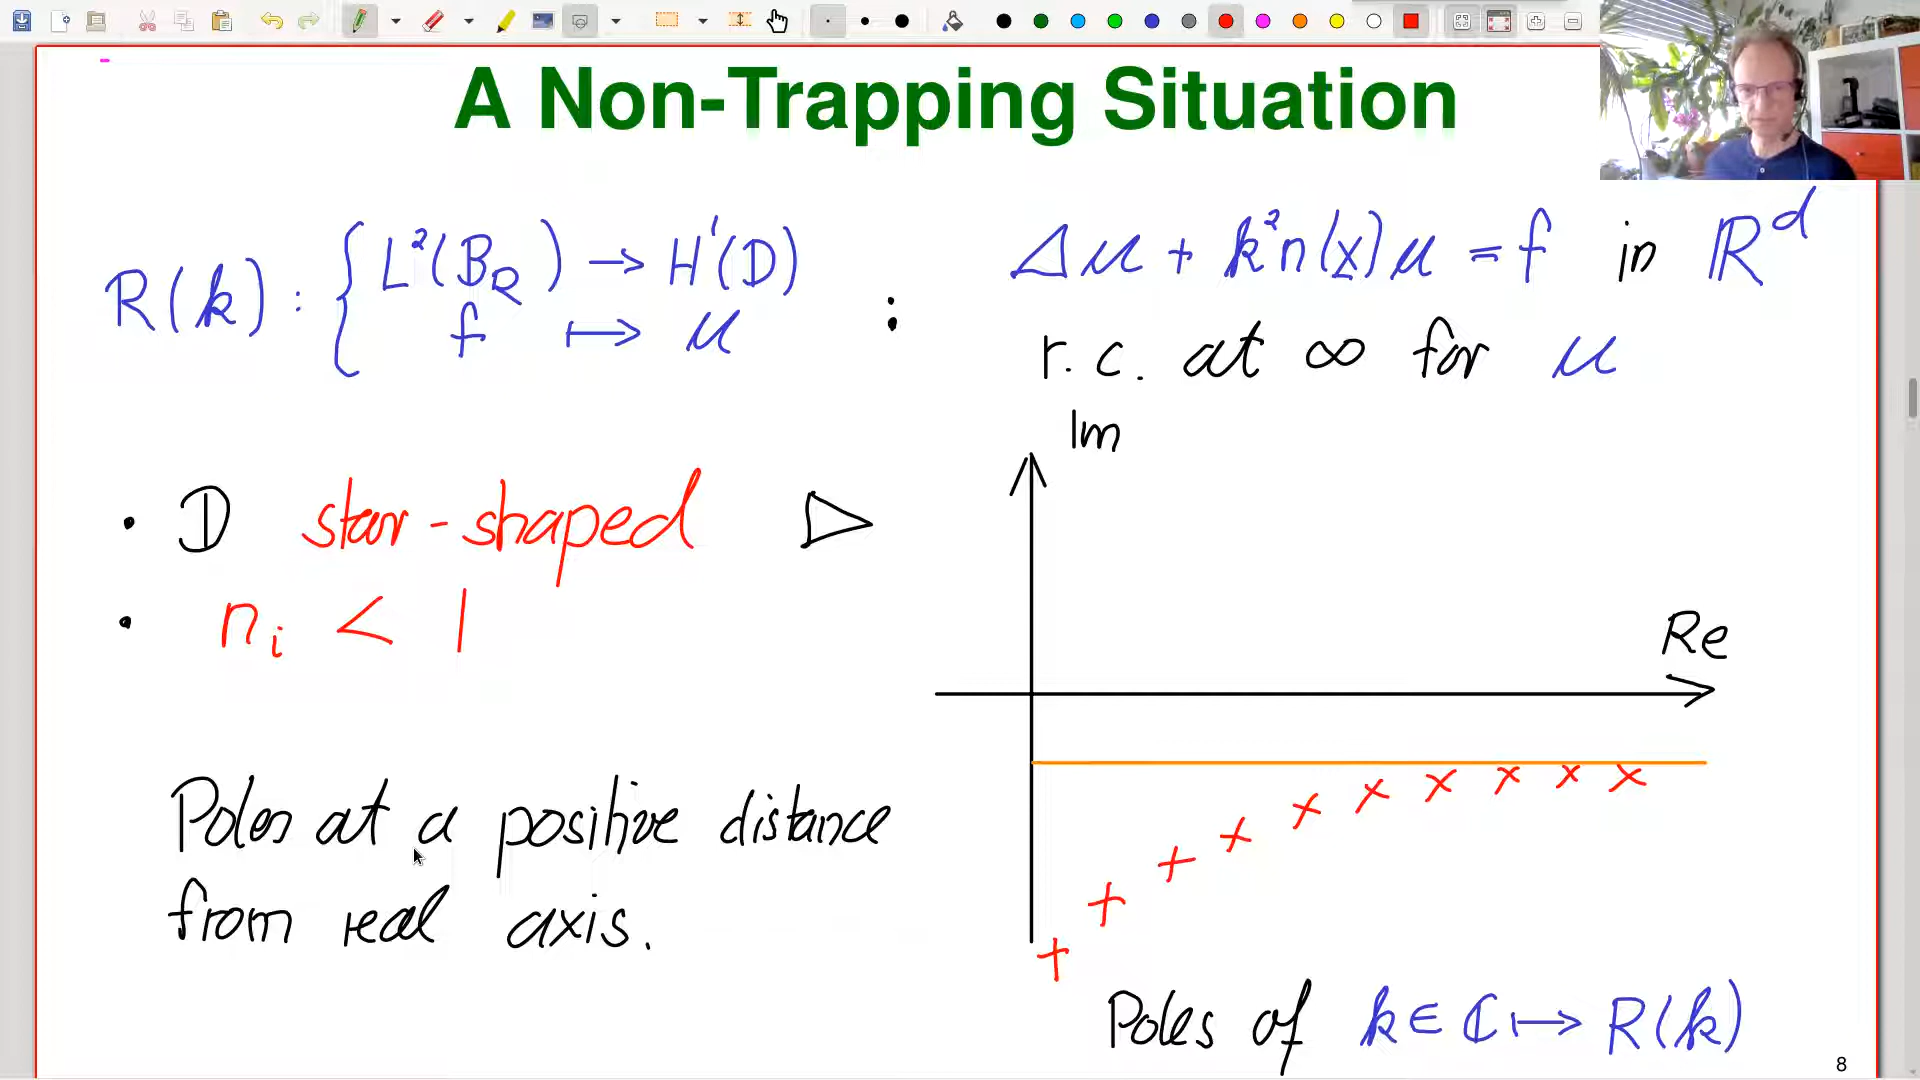 A Non-Trapping Situation
R(k) : { L²(B_R) → H¹(D)
f ↦ u
:
Δu + k²n(x)u = f in ℝ^d
r.c. at ∞ for u
Im
• D star-shaped ▷
• n_i < 1
Re
Poles at a positive distance
from real axis.
Poles of k ∈ ℂ ↦ R(k)
8